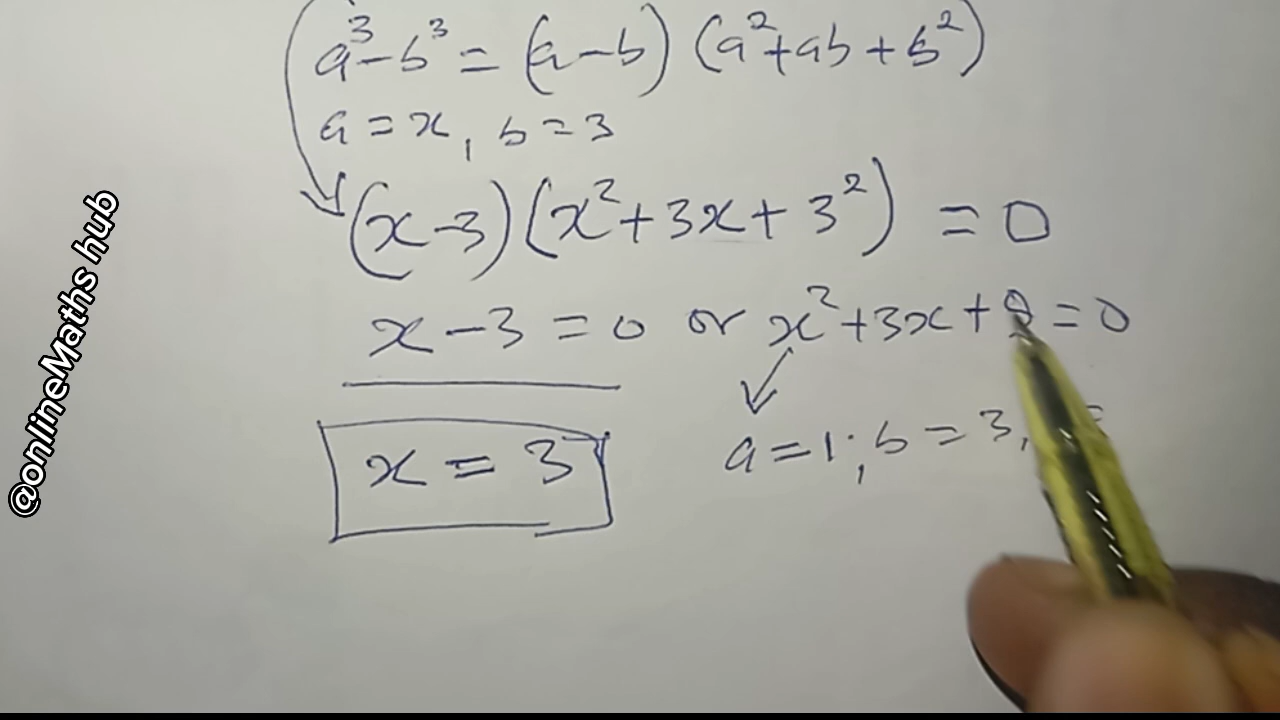 a³-b³=(a-b)(a²+ab+b²)
a=x, b=3
(x-3)(x²+3x+3²) =0
x-3=0 or x²+3x+9=0
x=3 a=1; b=3,
@onlineMaths hub